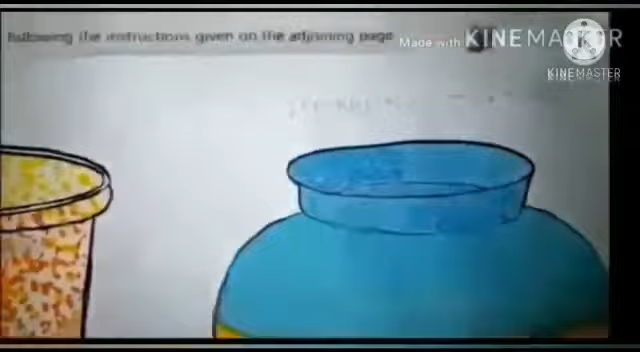 Following the instructions given on the adjoining page
Made with KINEMASTER
KINEMASTER